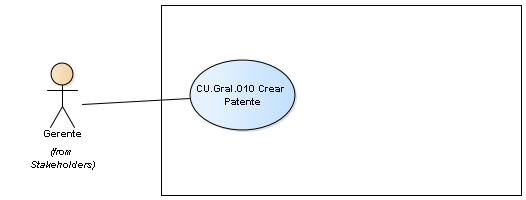 CU.Gral.010 Crear
Patente
Gerente
(from
Stakeholders)